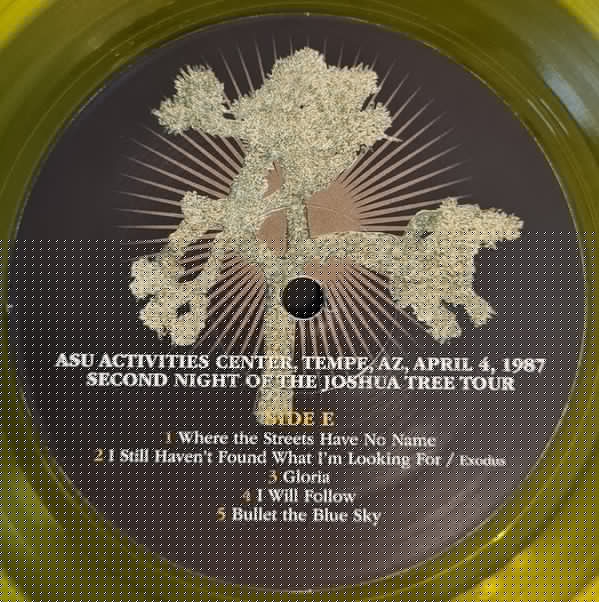 ASU ACTIVITIES CENTER, TEMPE, AZ, APRIL 4, 1987
SECOND NIGHT OF THE JOSHUA TREE TOUR
SIDE E
1 Where the Streets Have No Name
2 I Still Haven't Found What I'm Looking For / Exodus
3 Gloria
4 I Will Follow
5 Bullet the Blue Sky